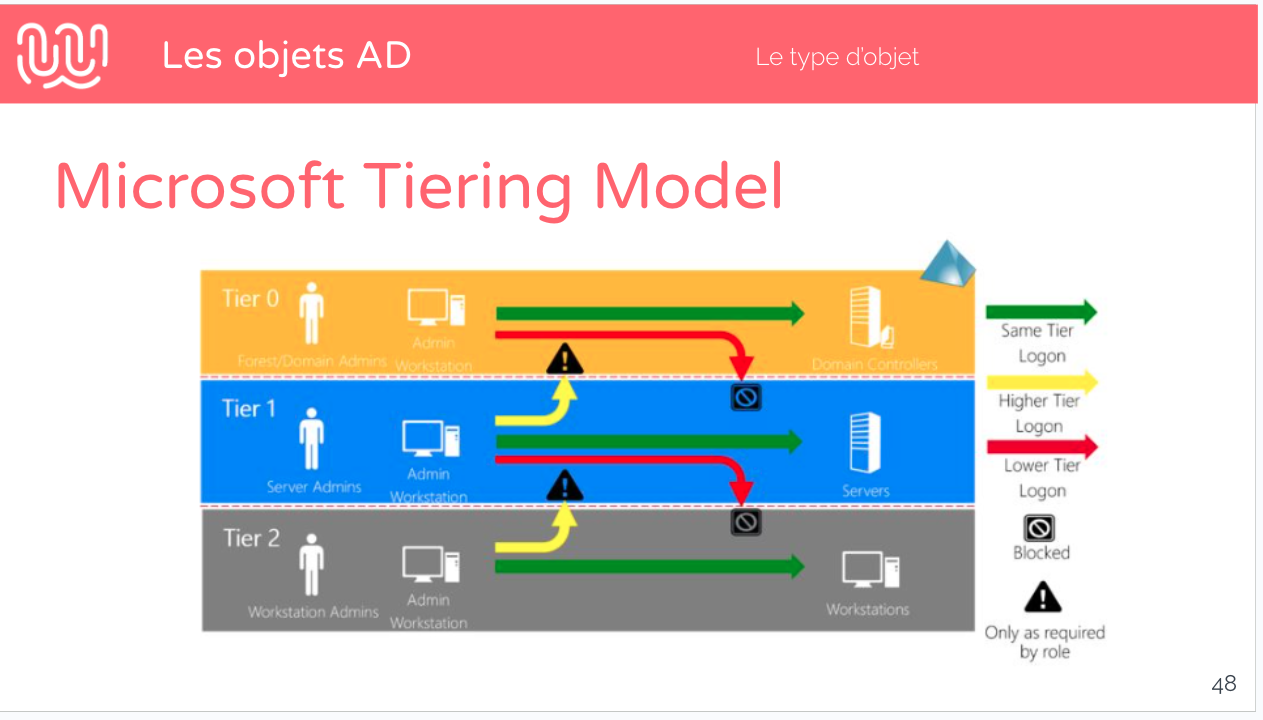 Les objets AD
Le type d'objet
Microsoft Tiering Model
Tier 0
Forest/Domain Admins
Admin
Workstation
Domain Controllers
Tier 1
Server Admins
Admin
Workstation
Servers
Tier 2
Workstation Admins
Admin
Workstation
Workstations
Same Tier
Logon
Higher Tier
Logon
Lower Tier
Logon
Blocked
Only as required
by role
48